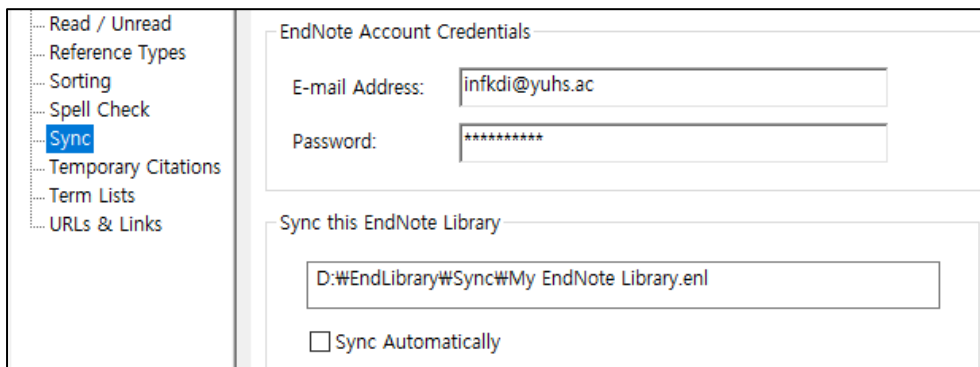 Read / Unread
Reference Types
Sorting
Spell Check
Sync
Temporary Citations
Term Lists
URLs & Links
EndNote Account Credentials
E-mail Address: infkdi@yuhs.ac
Password: **********
Sync this EndNote Library
D:₩EndLibrary₩Sync₩My EndNote Library.enl
Sync Automatically